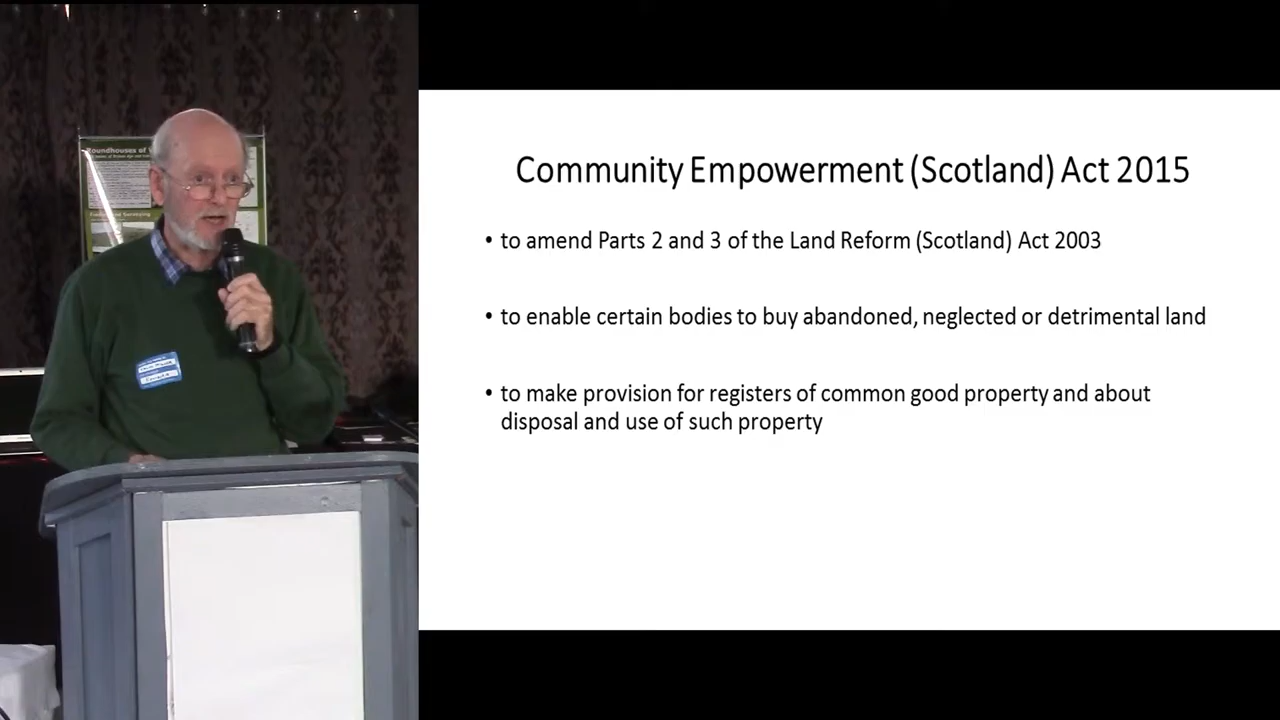 Roundhouses of
Surveying
Community Empowerment (Scotland) Act 2015
• to amend Parts 2 and 3 of the Land Reform (Scotland) Act 2003
• to enable certain bodies to buy abandoned, neglected or detrimental land
• to make provision for registers of common good property and about
disposal and use of such property